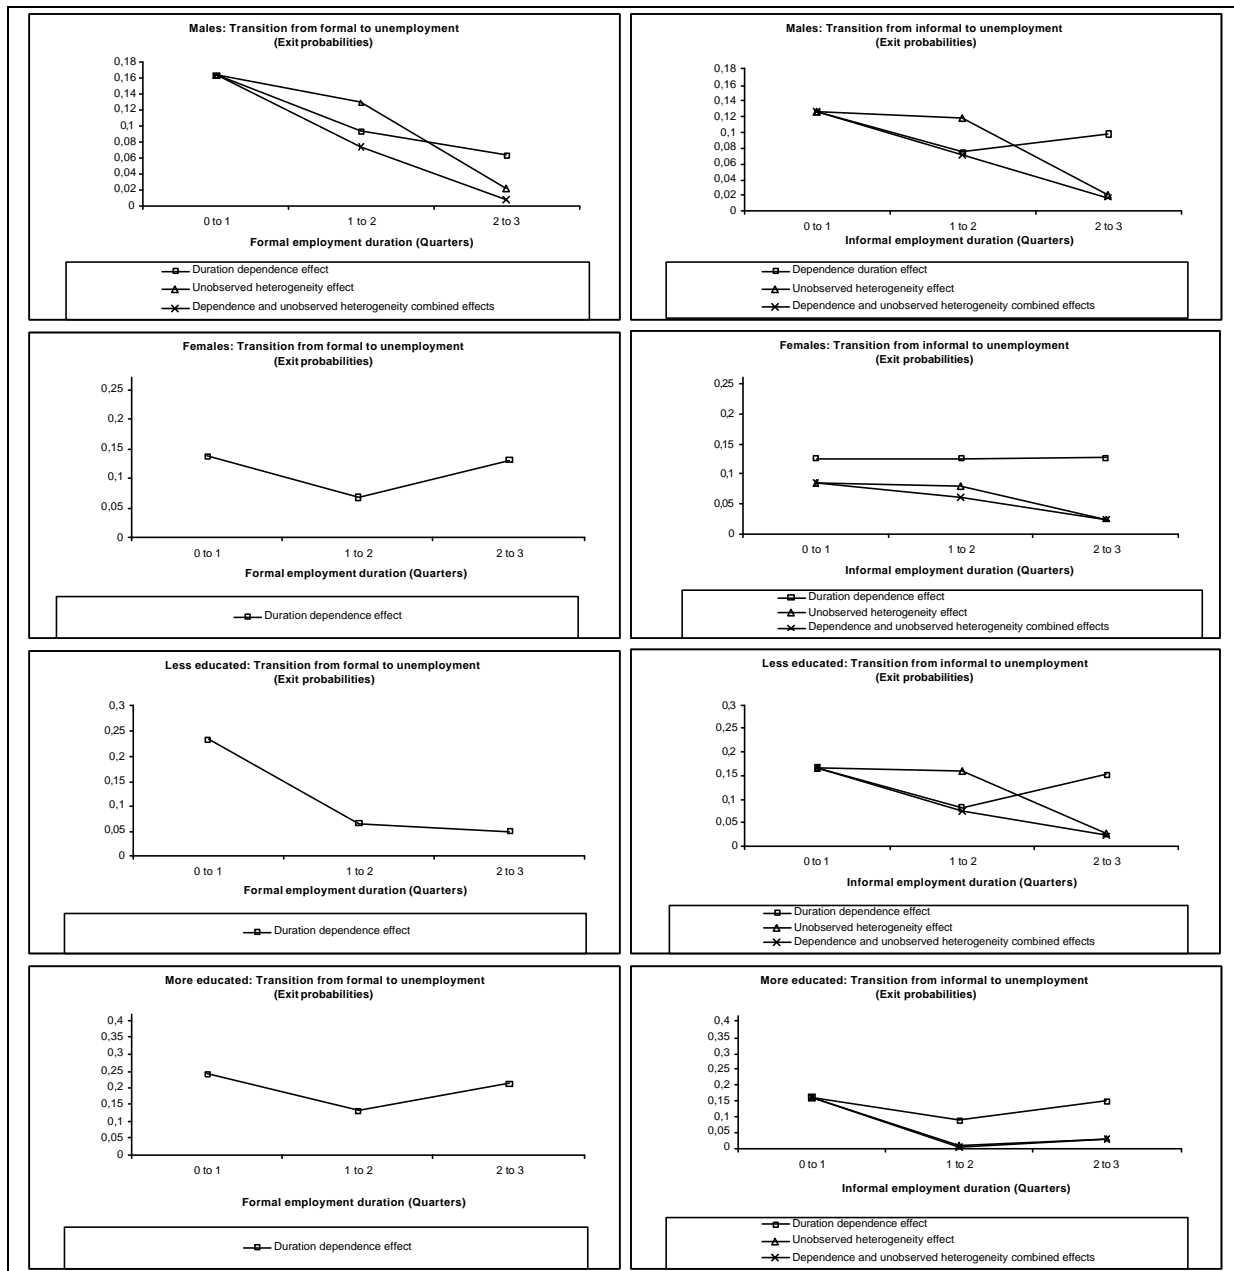 Males: Transition from formal to unemployment
(Exit probabilities)
0,18
0,16
0,14
0,12
0,1
0,08
0,06
0,04
0,02
0
0 to 1
1 to 2
2 to 3
Formal employment duration (Quarters)
Duration dependence effect
Unobserved heterogeneity effect
Dependence and unobserved heterogeneity combined effects
Males: Transition from informal to unemployment
(Exit probabilities)
0,18
0,16
0,14
0,12
0,1
0,08
0,06
0,04
0,02
0
0 to 1
1 to 2
2 to 3
Informal employment duration (Quarters)
Dependence duration effect
Unobserved heterogeneity effect
Dependence and unobserved heterogeneity combined effects
Females: Transition from formal to unemployment
(Exit probabilities)
0,25
0,2
0,15
0,1
0,05
0
0 to 1
1 to 2
2 to 3
Formal employment duration (Quarters)
Duration dependence effect
Females: Transition from informal to unemployment
(Exit probabilities)
0,25
0,2
0,15
0,1
0,05
0
0 to 1
1 to 2
2 to 3
Informal employment duration (Quarters)
Duration dependence effect
Unobserved heterogeneity effect
Dependence and unobserved heterogeneity combined effects
Less educated: Transition from formal to unemployment
(Exit probabilities)
0,3
0,25
0,2
0,15
0,1
0,05
0
0 to 1
1 to 2
2 to 3
Formal employment duration (Quarters)
Duration dependence effect
Less educated: Transition from informal to unemployment
(Exit probabilities)
0,3
0,25
0,2
0,15
0,1
0,05
0
0 to 1
1 to 2
2 to 3
Informal employment duration (Quarters)
Duration dependence effect
Unobserved heterogeneity effect
Dependence and unobserved heterogeneity combined effects
More educated: Transition from formal to unemployment
(Exit probabilities)
0,4
0,35
0,3
0,25
0,2
0,15
0,1
0,05
0
0 to 1
1 to 2
2 to 3
Formal employment duration (Quarters)
Duration dependence effect
More educated: Transition from informal to unemployment
(Exit probabilities)
0,4
0,35
0,3
0,25
0,2
0,15
0,1
0,05
0
0 to 1
1 to 2
2 to 3
Informal employment duration (Quarters)
Duration dependence effect
Unobserved heterogeneity effect
Dependence and unobserved heterogeneity combined effects